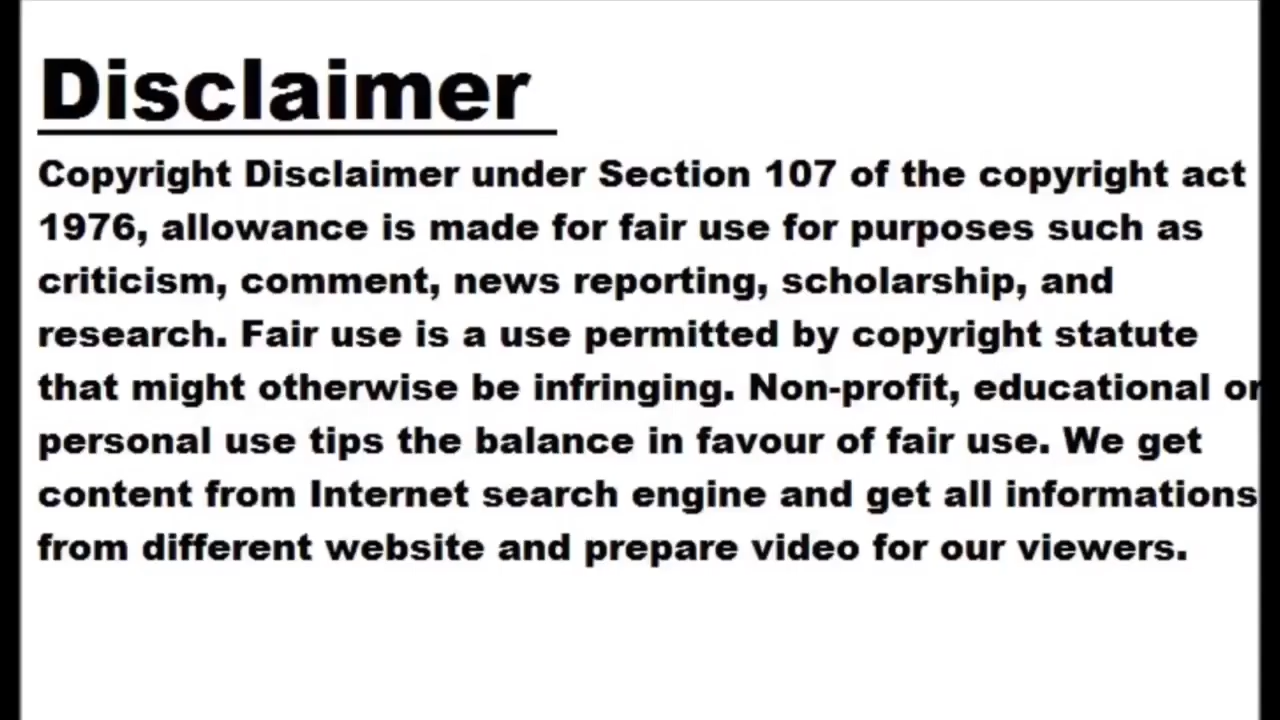 Disclaimer
Copyright Disclaimer under Section 107 of the copyright act
1976, allowance is made for fair use for purposes such as
criticism, comment, news reporting, scholarship, and
research. Fair use is a use permitted by copyright statute
that might otherwise be infringing. Non-profit, educational or
personal use tips the balance in favour of fair use. We get
content from Internet search engine and get all informations
from different website and prepare video for our viewers.